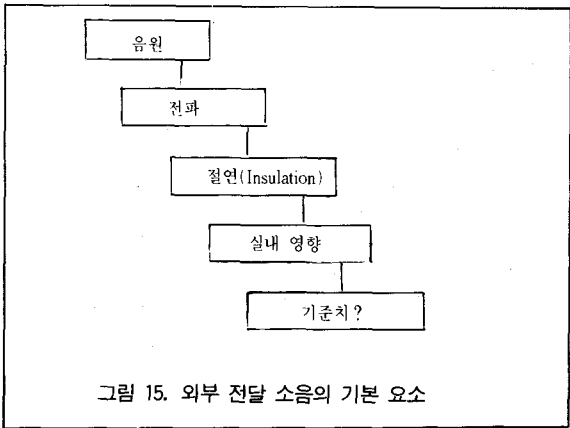 음원
전파
절연(Insulation)
실내 영향
기준치?
그림 15. 외부 전달 소음의 기본 요소